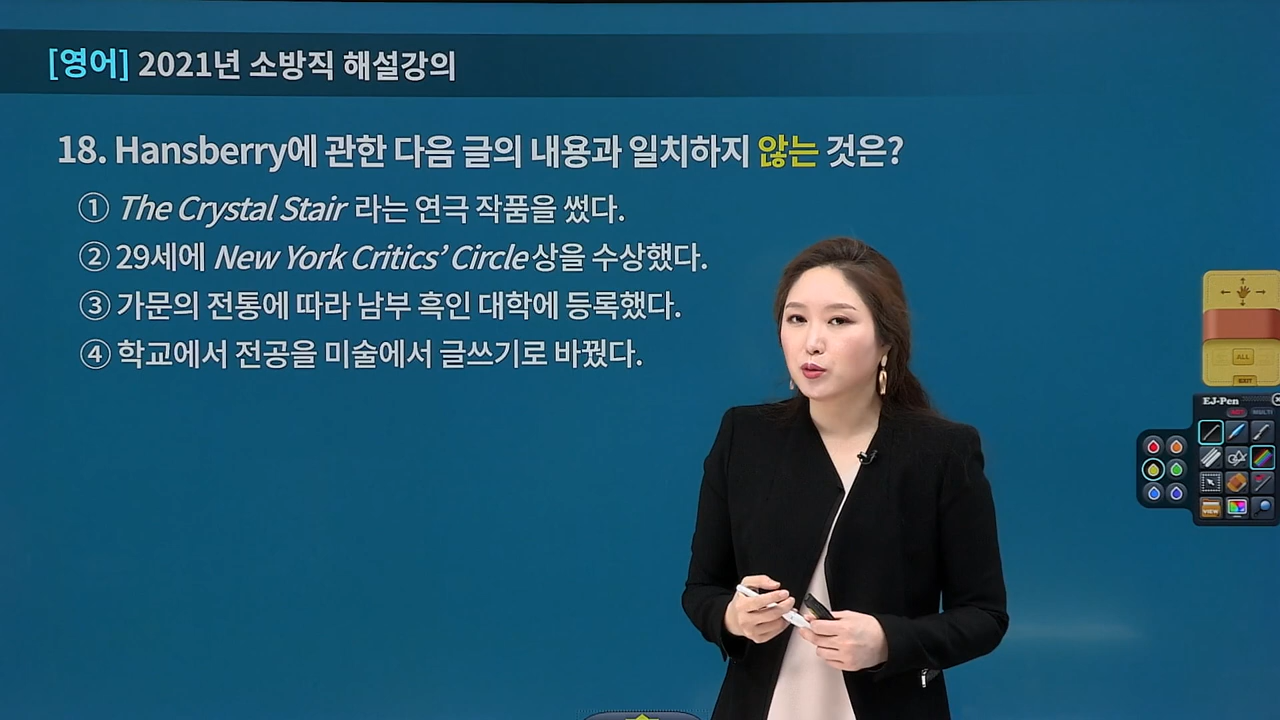 [영어] 2021년 소방직 해설강의
18. Hansberry에 관한 다음 글의 내용과 일치하지 않는 것은?
① The Crystal Stair 라는 연극 작품을 썼다.
② 29세에 New York Critics’ Circle상을 수상했다.
③ 가문의 전통에 따라 남부 흑인 대학에 등록했다.
④ 학교에서 전공을 미술에서 글쓰기로 바꿨다.
ALL
EXIT
EJ-Pen
MULTI
VIEW